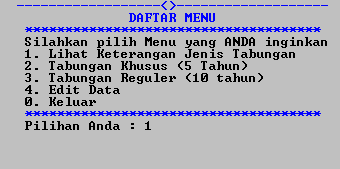 DAFTAR MENU
Silahkan pilih Menu yang ANDA inginkan
1. Lihat Keterangan Jenis Tabungan
2. Tabungan Khusus (5 Tahun)
3. Tabungan Reguler (10 tahun)
4. Edit Data
0. Keluar
Pilihan Anda : 1